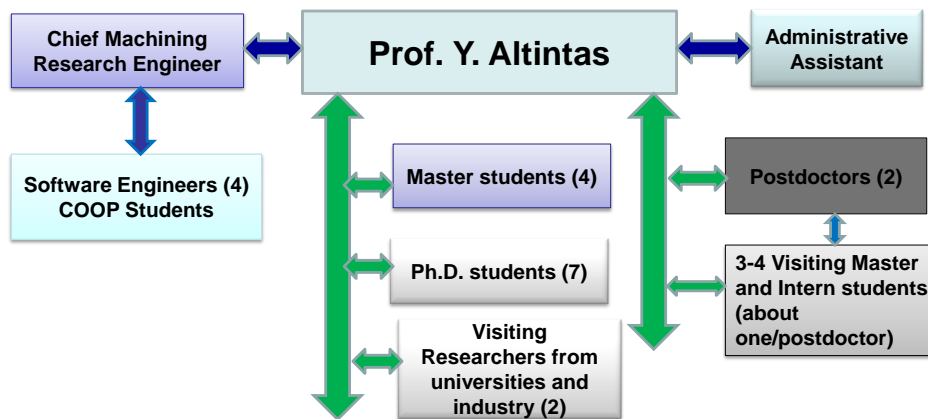 Chief Machining
Research Engineer
Prof. Y. Altintas
Administrative
Assistant
Software Engineers (4)
COOP Students
Master students (4)
Postdoctors (2)
Ph.D. students (7)
3-4 Visiting Master
and Intern students
(about
one/postdoctor)
Visiting
Researchers from
universities and
industry (2)